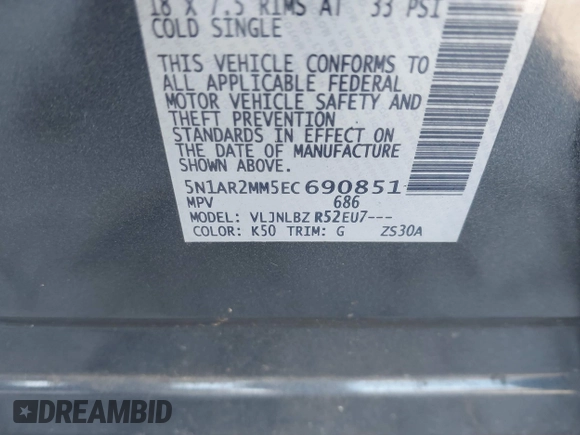 18 X 7.5 RIMS AT 33 PSI
COLD SINGLE
THIS VEHICLE CONFORMS TO
ALL APPLICABLE FEDERAL
MOTOR VEHICLE SAFETY AND
THEFT PREVENTION
STANDARDS IN EFFECT ON
THE DATE OF MANUFACTURE
SHOWN ABOVE.
5N1AR2MM5EC690851
MPV 686
MODEL: VLJNLBZ R52EU7---
COLOR: K50 TRIM: G ZS30A
DREAMBID